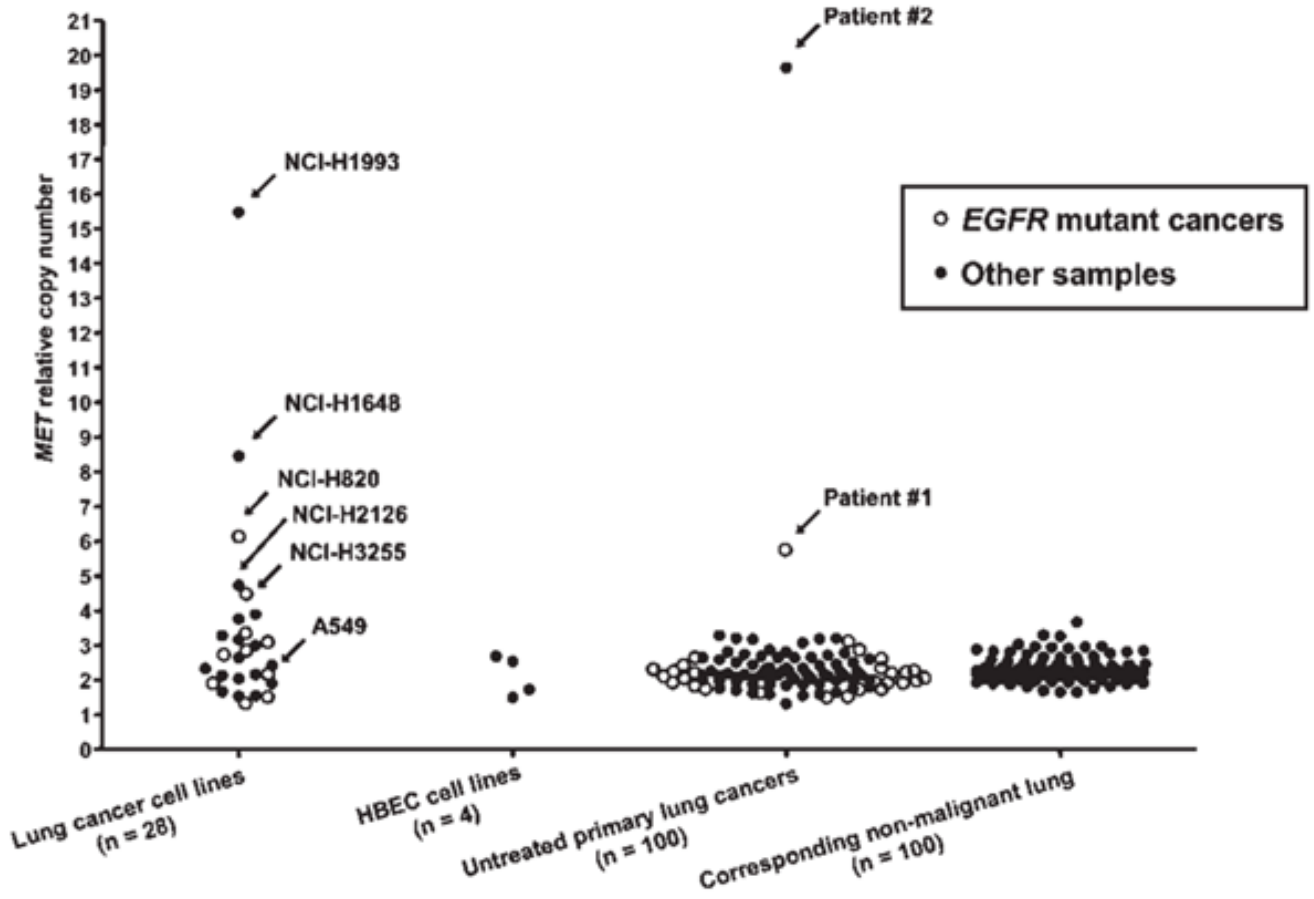 MET relative copy number
21
20
19
18
17
16
15
14
13
12
11
10
9
8
7
6
5
4
3
2
1
0
Patient #2
NCI-H1993
EGFR mutant cancers
Other samples
NCI-H1648
NCI-H820
NCI-H2126
NCI-H3255
A549
Patient #1
Lung cancer cell lines
(n = 28)
HBEC cell lines
(n = 4)
Untreated primary lung cancers
(n = 100)
Corresponding non-malignant lung
(n = 100)